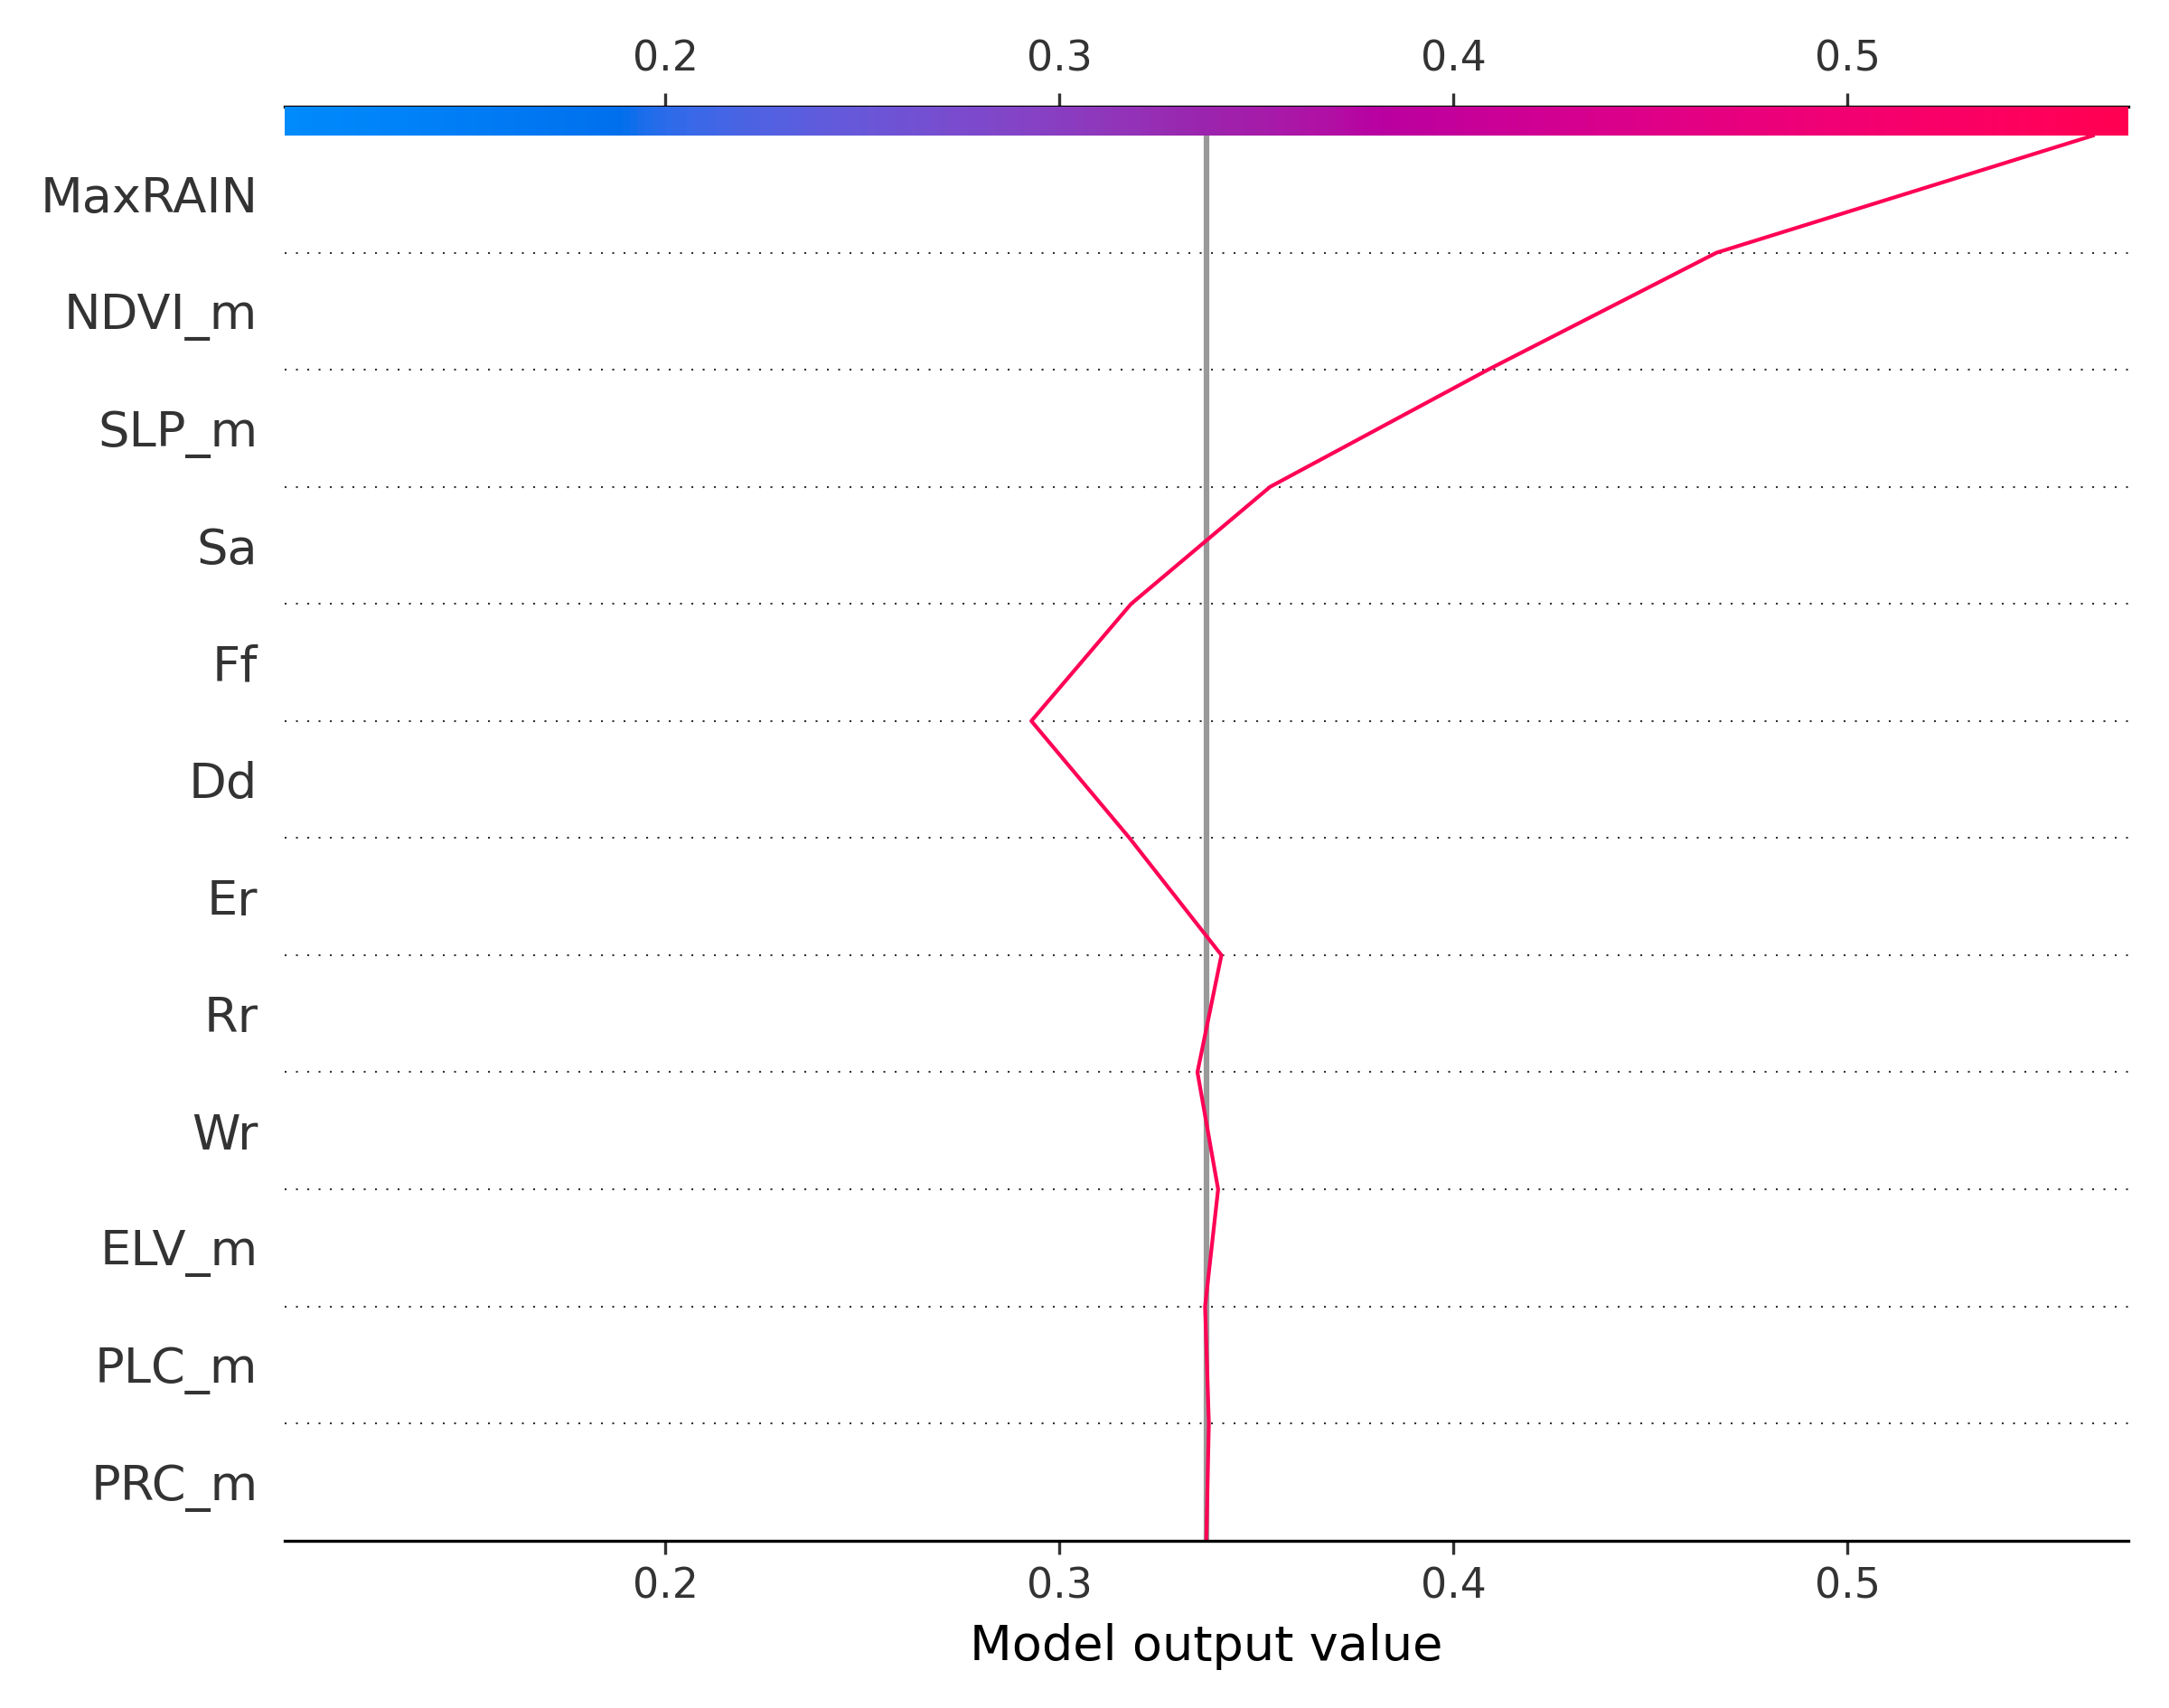 0.2 0.3 0.4 0.5
MaxRAIN
NDVI_m
SLP_m
Sa
Ff
Dd
Er
Rr
Wr
ELV_m
PLC_m
PRC_m
0.2 0.3 0.4 0.5
Model output value